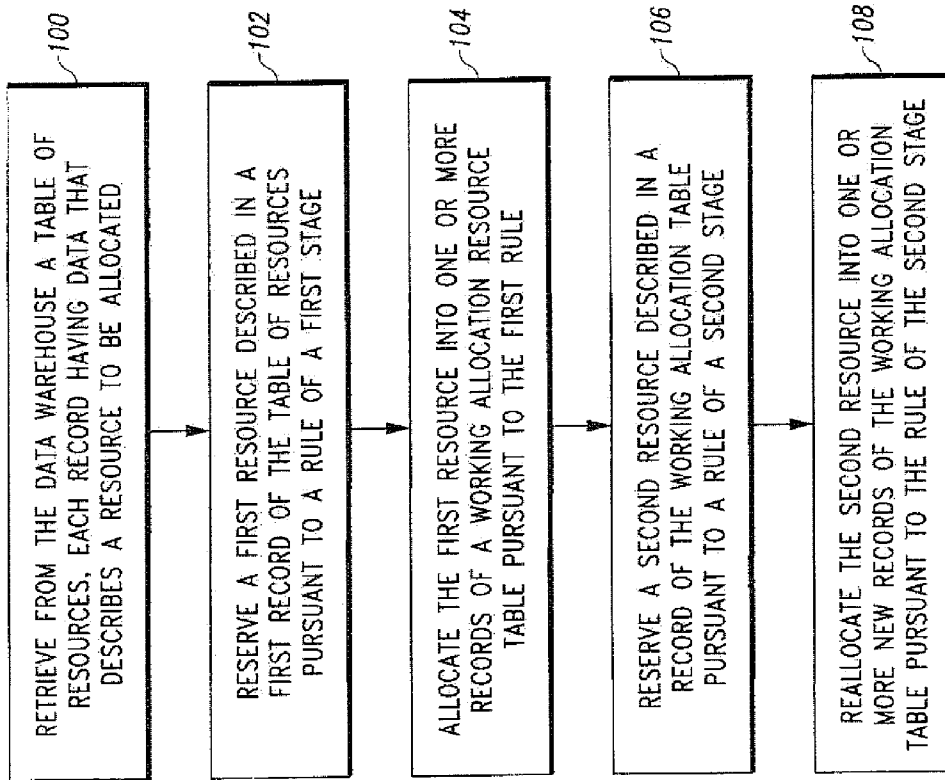 RETRIEVE FROM THE DATA WAREHOUSE A TABLE OF
RESOURCES, EACH RECORD HAVING DATA THAT
DESCRIBES A RESOURCE TO BE ALLOCATED
100
RESERVE A FIRST RESOURCE DESCRIBED IN A
FIRST RECORD OF THE TABLE OF RESOURCES
PURSUANT TO A RULE OF A FIRST STAGE
102
ALLOCATE THE FIRST RESOURCE INTO ONE OR MORE
RECORDS OF A WORKING ALLOCATION RESOURCE
TABLE PURSUANT TO THE FIRST RULE
104
RESERVE A SECOND RESOURCE DESCRIBED IN A
RECORD OF THE WORKING ALLOCATION TABLE
PURSUANT TO A RULE OF A SECOND STAGE
106
REALLOCATE THE SECOND RESOURCE INTO ONE OR
MORE NEW RECORDS OF THE WORKING ALLOCATION
TABLE PURSUANT TO THE RULE OF THE SECOND STAGE
108